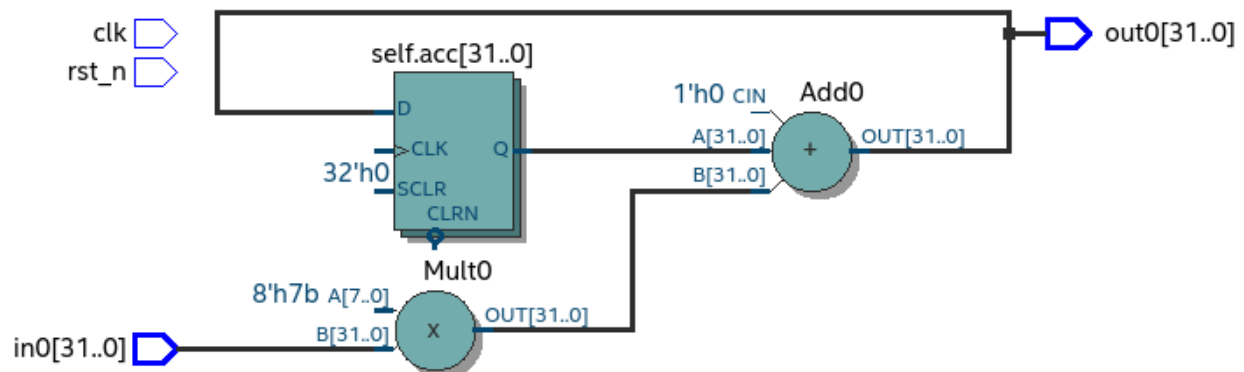 clk
rst_n
self.acc[31..0]
D
CLK
Q
32'h0
SCLR
CLRN
1'h0 CIN
Add0
A[31..0]
+
OUT[31..0]
B[31..0]
out0[31..0]
Mult0
8'h7b A[7..0]
x
OUT[31..0]
B[31..0]
in0[31..0]